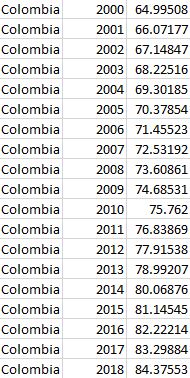 Colombia 2000 64.99508
Colombia 2001 66.07177
Colombia 2002 67.14847
Colombia 2003 68.22516
Colombia 2004 69.30185
Colombia 2005 70.37854
Colombia 2006 71.45523
Colombia 2007 72.53192
Colombia 2008 73.60861
Colombia 2009 74.68531
Colombia 2010 75.762
Colombia 2011 76.83869
Colombia 2012 77.91538
Colombia 2013 78.99207
Colombia 2014 80.06876
Colombia 2015 81.14545
Colombia 2016 82.22214
Colombia 2017 83.29884
Colombia 2018 84.37553